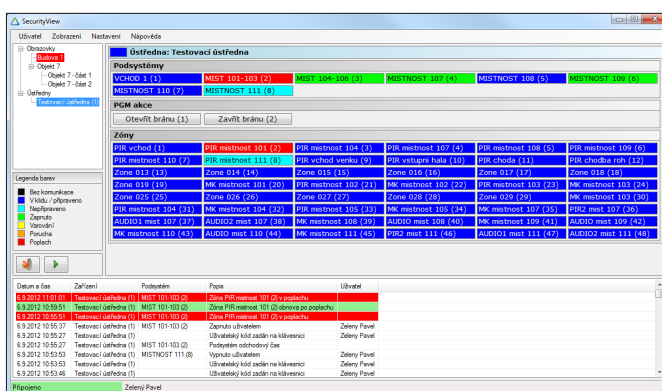 SecurityView
Uživatel Zobrazení Nastavení Nápověda
Obrazovky
Budova 1
Objekt 7
Objekt 7 - část 1
Objekt 7 - část 2
Ústředny
Testovací ústředna (1)
Legenda barev
Bez komunikace
V klidu / připraveno
Nepřipraveno
Zapnuto
Varování
Porucha
Poplach
Ústředna: Testovací ústředna
Podsystémy
VCHOD 1 (1) MIST 101-103 (2) MIST 104-106 (3) MISTNOST 107 (4) MISTNOST 108 (5) MISTNOST 109 (6)
MISTNOST 110 (7) MISTNOST 111 (8)
PGM akce
Otevřít bránu (1) Zavřít bránu (2)
Zóny
PIR vchod (1) PIR mistnost 101 (2) PIR mistnost 104 (3) PIR mistnost 107 (4) PIR mistnost 108 (5) PIR mistnost 109 (6)
PIR mistnost 110 (7) PIR mistnost 111 (8) PIR vchod venku (9) PIR vstupni hala (10) PIR choda (11) PIR chodba roh (12)
Zone 013 (13) Zone 014 (14) Zone 015 (15) Zone 016 (16) Zone 017 (17) Zone 018 (18)
Zone 019 (19) MK mistnost 101 (20) PIR mistnost 102 (21) MK mistnost 102 (22) PIR mistnost 103 (23) MK mistnost 103 (24)
Zone 025 (25) Zone 026 (26) Zone 027 (27) Zone 028 (28) Zone 029 (29) MK mistnost 103 (30)
PIR mistnost 104 (31) MK mistnost 104 (32) PIR mistnost 105 (33) MK mistnost 105 (34) MK mistnost 107 (35) PIR2 mist 107 (36)
AUDIO1 mist 107 (37) AUDIO2 mist 107 (38) MK mistnost 108 (39) AUDIO mist 108 (40) MK mistnost 109 (41) AUDIO mist 109 (42)
MK mistnost 110 (43) AUDIO mist 110 (44) MK mistnost 111 (45) PIR2 mist 111 (46) AUDIO1 mist 111 (47) AUDIO2 mist 111 (48)
Datum a čas Zařízení Podsystém Popis Uživatel
6.9.2012 11:01:01 Testovací ústředna (1) MIST 101-103 (2) Zóna PIR mistnost 101 (2) v poplachu
6.9.2012 10:59:51 Testovací ústředna (1) MIST 101-103 (2) Zóna PIR mistnost 101 (2) obnova po poplachu
6.9.2012 10:55:51 Testovací ústředna (1) MIST 101-103 (2) Zóna PIR mistnost 101 (2) v poplachu
6.9.2012 10:55:37 Testovací ústředna (1) MIST 101-103 (2) Zapnuto uživatelem Zeleny Pavel
6.9.2012 10:55:27 Testovací ústředna (1) Uživatelský kód zadán na klávesnici Zeleny Pavel
6.9.2012 10:55:27 Testovací ústředna (1) MIST 101-103 (2) Podsystém odchodový čas
6.9.2012 10:53:53 Testovací ústředna (1) MISTNOST 111 (8) Vypnuto uživatelem Zeleny Pavel
6.9.2012 10:53:53 Testovací ústředna (1) Uživatelský kód zadán na klávesnici Zeleny Pavel
6.9.2012 10:53:46 Testovací ústředna (1) Uživatelský kód zadán na klávesnici Zeleny Pavel
Připojeno Zelený Pavel